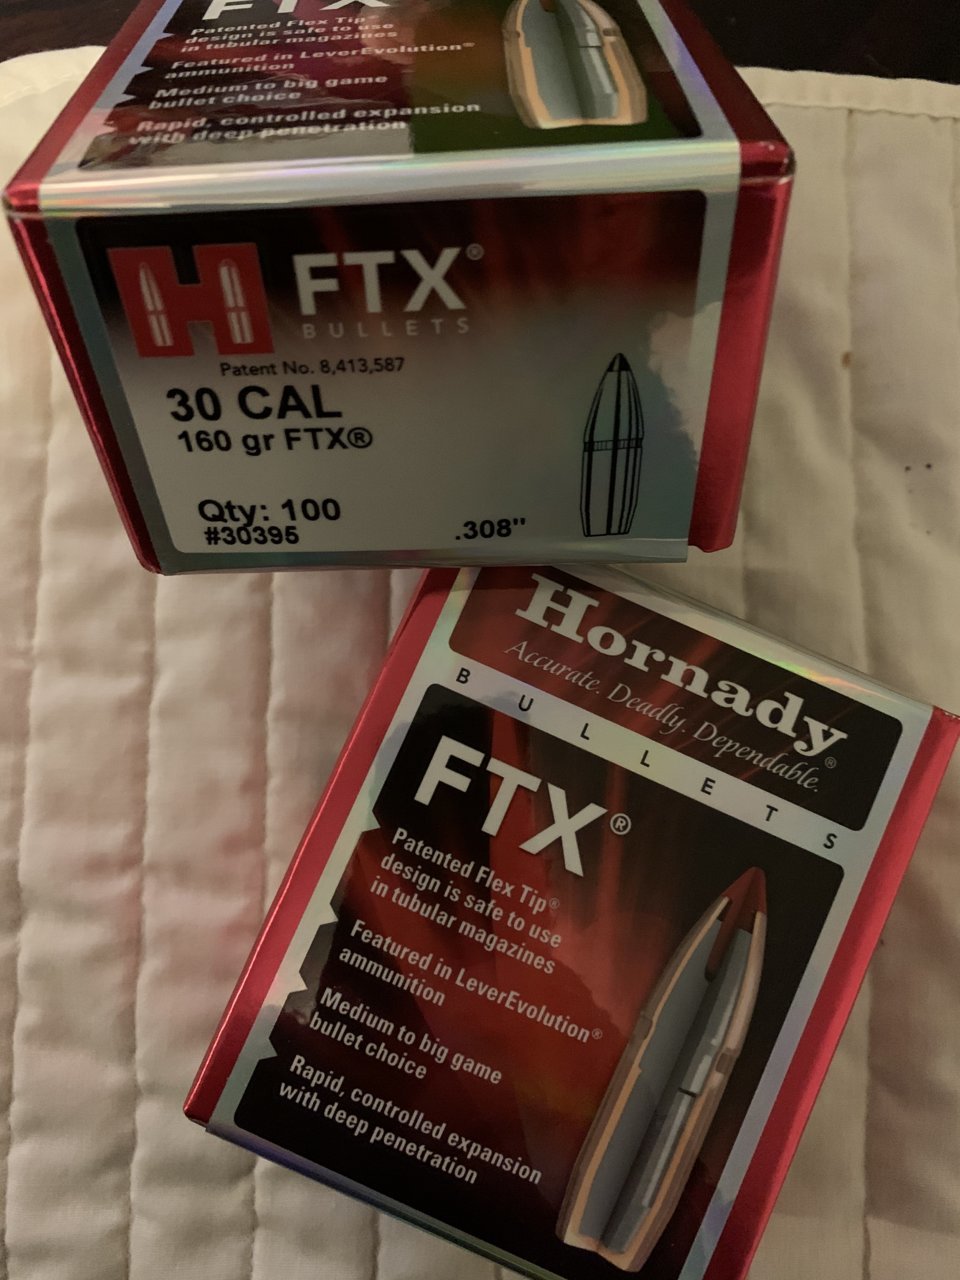 FTX
Patented Flex Tip®
design is safe to use
in tubular magazines
Featured in LeverEvolution®
ammunition
Medium to big game
bullet choice
Rapid, controlled expansion
with deep penetration
H FTX®
BULLETS
Patent No. 8,413,587
30 CAL
160 gr FTX®
Qty: 100
#30395 .308"
Hornady®
Accurate. Deadly. Dependable.
BULLETS
FTX®
Patented Flex Tip®
design is safe to use
in tubular magazines
Featured in LeverEvolution®
ammunition
Medium to big game
bullet choice
Rapid, controlled expansion
with deep penetration